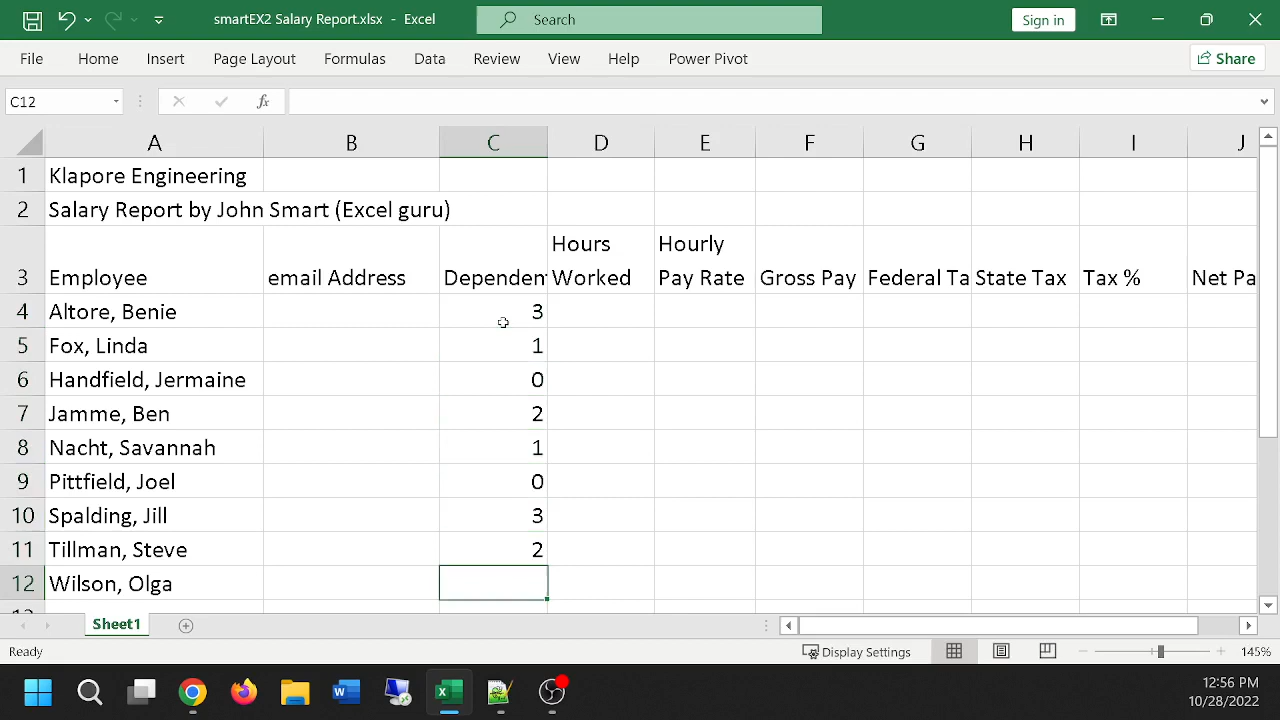 smartEX2 Salary Report.xlsx - Excel
Search
Sign in
File Home Insert Page Layout Formulas Data Review View Help Power Pivot Share
C12 fx
A B C D E F G H I J
1 Klapore Engineering
2 Salary Report by John Smart (Excel guru)
Hours Hourly
3 Employee email Address Dependen Worked Pay Rate Gross Pay Federal Ta State Tax Tax % Net Pa
4 Altore, Benie 3
5 Fox, Linda 1
6 Handfield, Jermaine 0
7 Jamme, Ben 2
8 Nacht, Savannah 1
9 Pittfield, Joel 0
10 Spalding, Jill 3
11 Tillman, Steve 2
12 Wilson, Olga
Sheet1
Ready Display Settings 145%
12:56 PM
10/28/2022